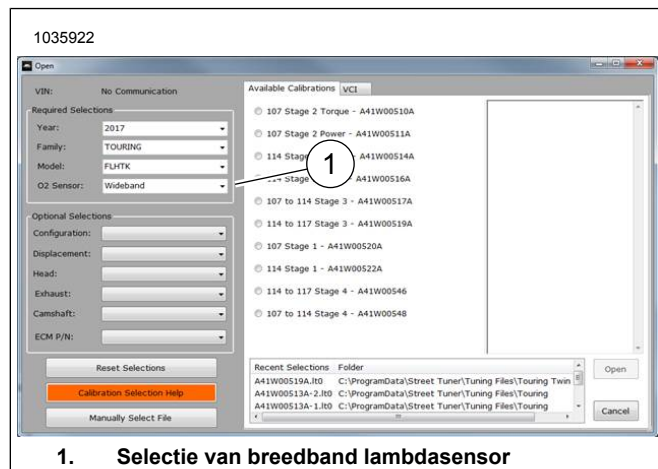 1035922
Open
VIN: No Communication
Required Selections
Year: 2017
Family: TOURING
Model: FLHTK
O2 Sensor: Wideband
Optional Selections
Configuration:
Displacement:
Head:
Exhaust:
Camshaft:
ECM P/N:
Reset Selections
Calibration Selection Help
Manually Select File
Available Calibrations VCI
107 Stage 2 Torque - A41W00510A
107 Stage 2 Power - A41W00511A
114 Stage - A41W00514A
114 Stage - A41W00516A
107 to 114 Stage 3 - A41W00517A
114 to 117 Stage 3 - A41W00519A
107 Stage 1 - A41W00520A
114 Stage 1 - A41W00522A
114 to 117 Stage 4 - A41W00546
107 to 114 Stage 4 - A41W00548
1
Recent Selections Folder
A41W00519A.lt0 C:\ProgramData\Street Tuner\Tuning Files\Touring Twin
A41W00513A-2.lt0 C:\ProgramData\Street Tuner\Tuning Files\Touring
A41W00513A-1.lt0 C:\ProgramData\Street Tuner\Tuning Files\Touring
Open
Cancel
1. Selectie van breedband lambdasensor